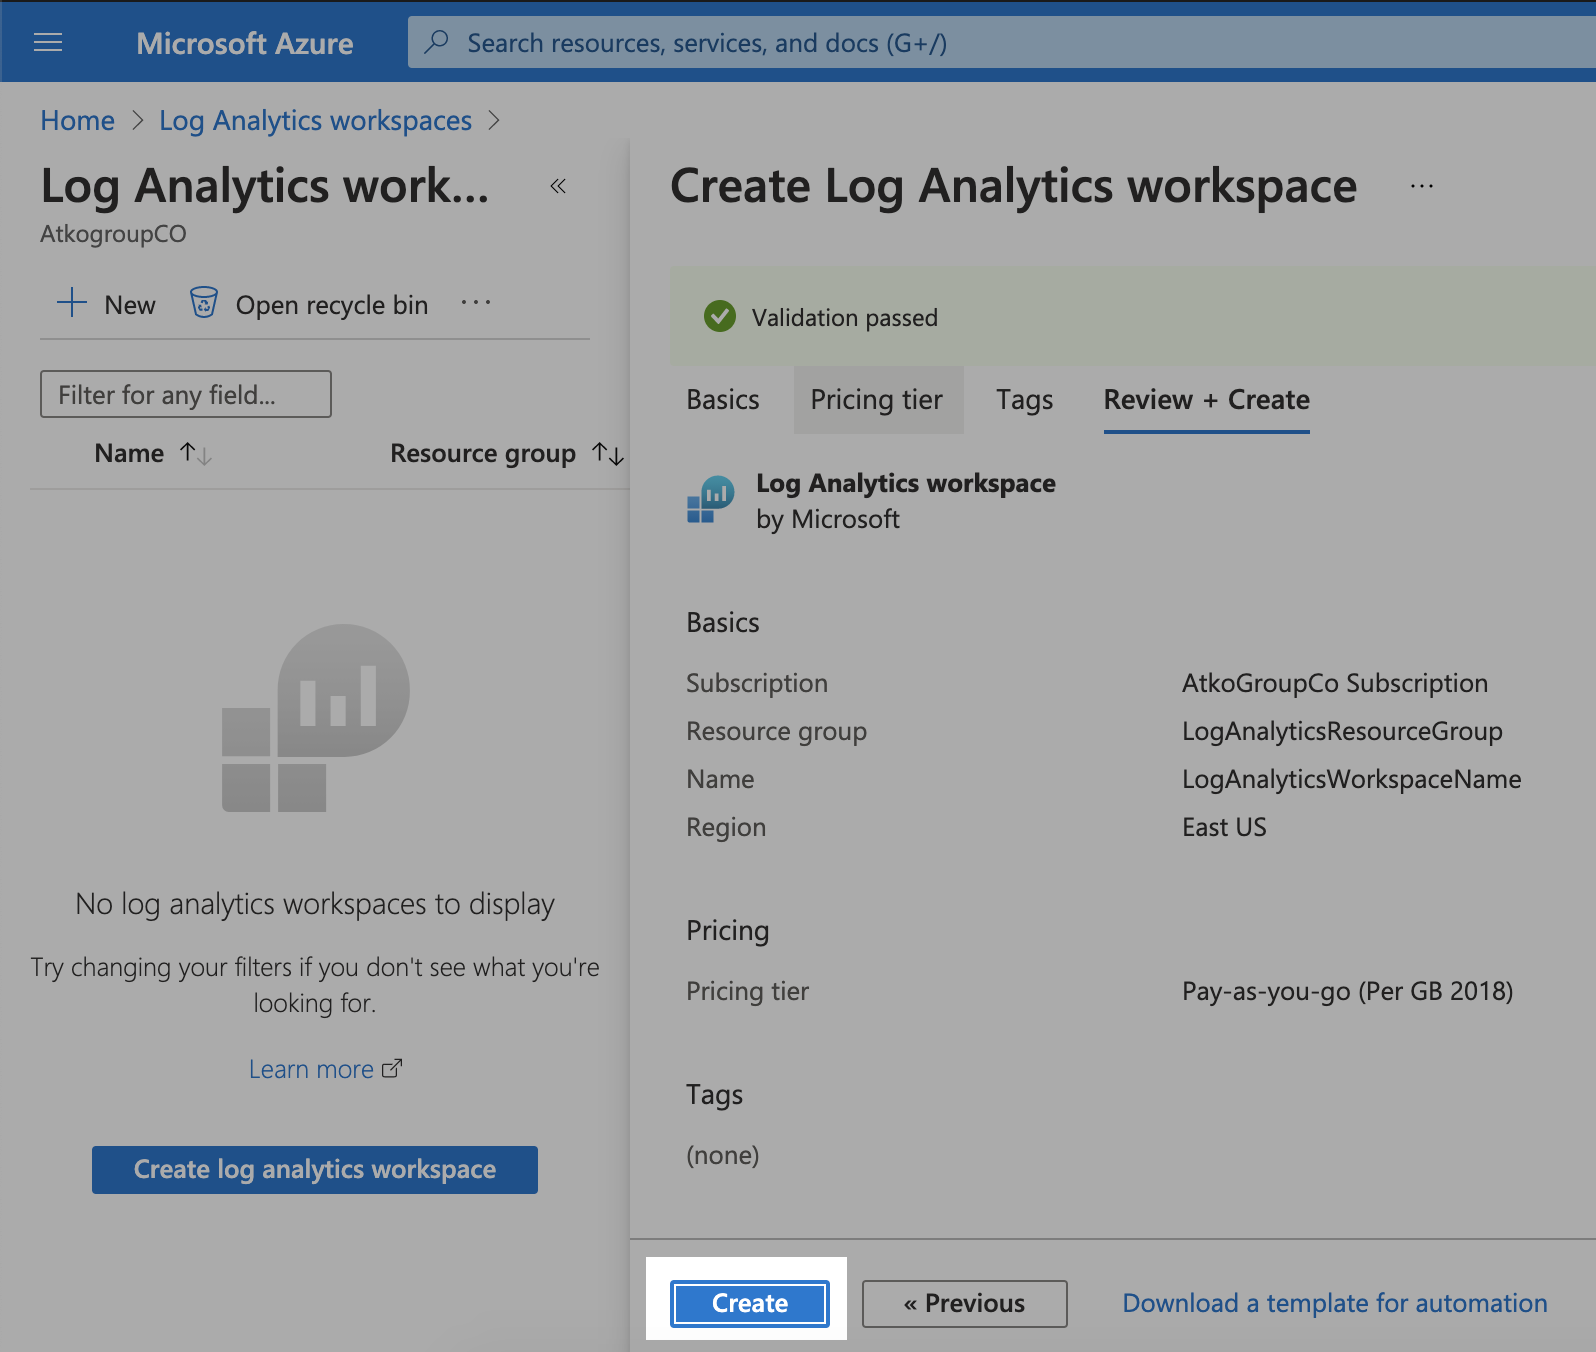 Microsoft Azure
Search resources, services, and docs (G+/)
Home > Log Analytics workspaces >
Log Analytics work... «
AtkogroupCO
+ New Open recycle bin ...
Filter for any field...
Name ↑↓ Resource group ↑↓
No log analytics workspaces to display
Try changing your filters if you don't see what you're
looking for.
Learn more
Create log analytics workspace
Create Log Analytics workspace ...
Validation passed
Basics Pricing tier Tags Review + Create
Log Analytics workspace
by Microsoft
Basics
Subscription AtkoGroupCo Subscription
Resource group LogAnalyticsResourceGroup
Name LogAnalyticsWorkspaceName
Region East US
Pricing
Pricing tier Pay-as-you-go (Per GB 2018)
Tags
(none)
Create « Previous Download a template for automation